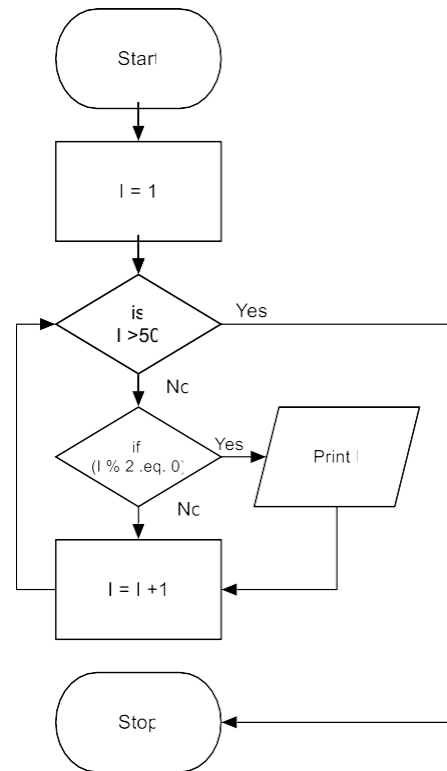 Start
I = 1
is
I >50
Yes
No
if
(I % 2 .eq. 0)
Yes
Print I
No
I = I +1
Stop